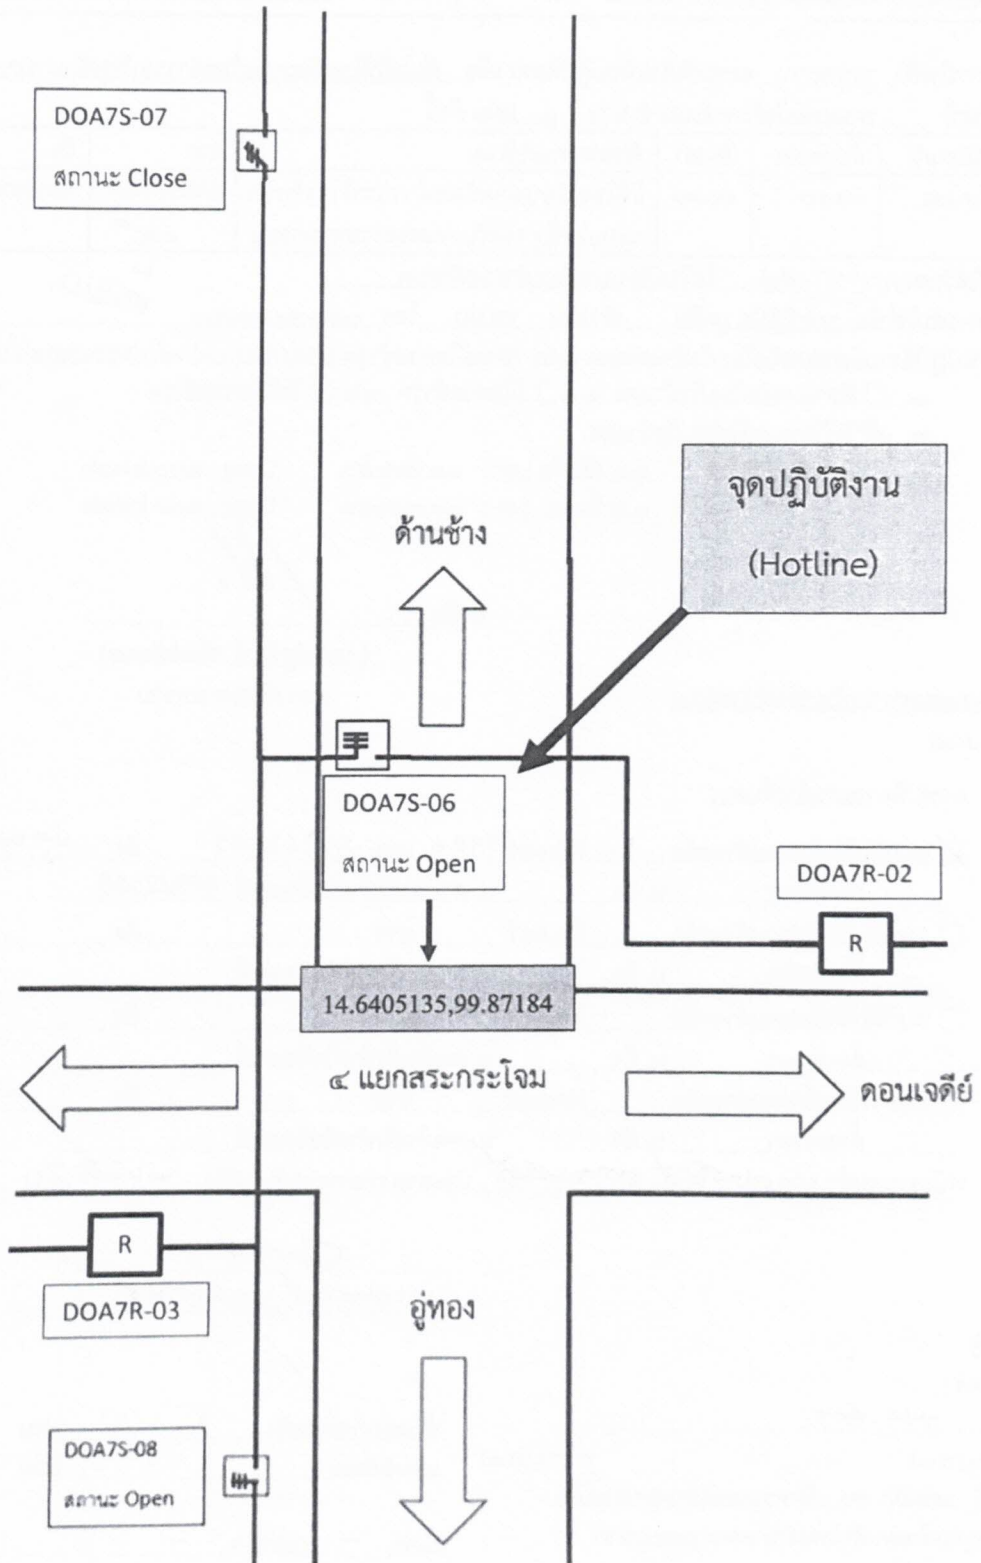 DOA7S-07
สถานะ Close
จุดปฏิบัติงาน
(Hotline)
ด้านช้าง
DOA7S-06
สถานะ Open
DOA7R-02
R
14.6405135,99.87184
๔ แยกสระกระโจม
ดอนเจดีย์
R
DOA7R-03
อู่ทอง
DOA7S-08
สถานะ Open